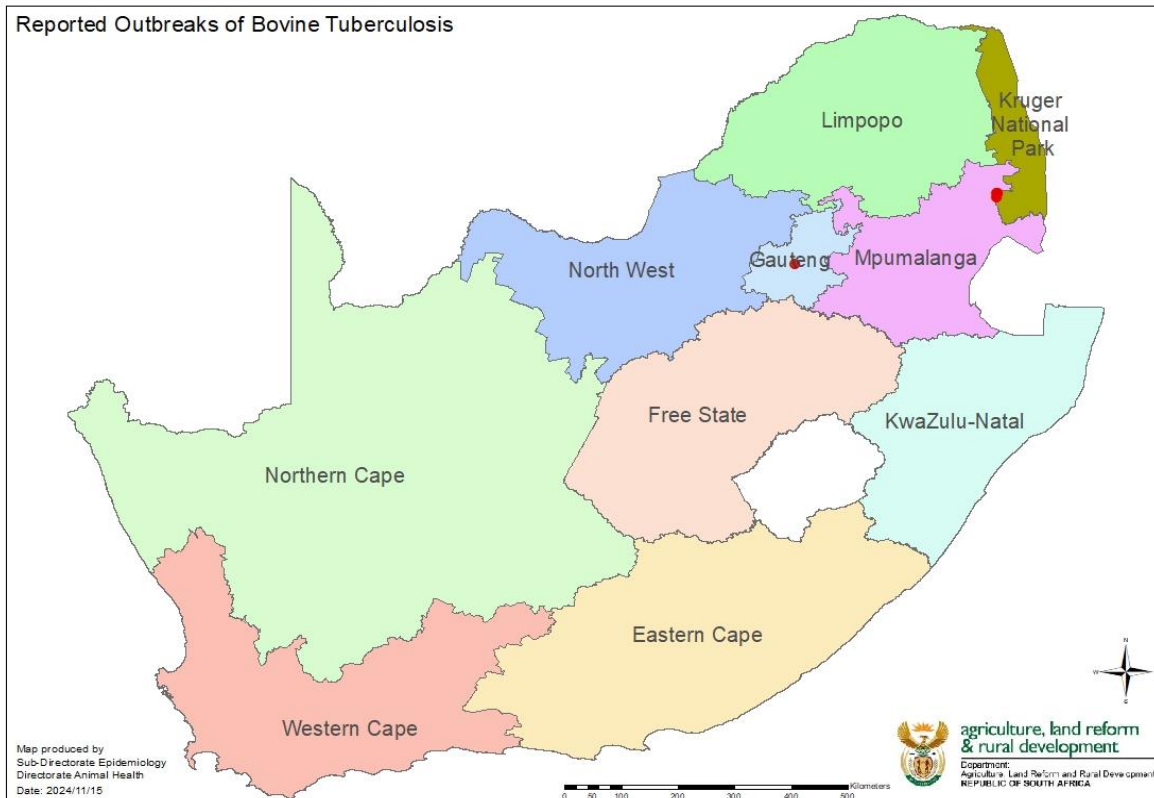 Reported Outbreaks of Bovine Tuberculosis
Limpopo
Kruger
National
Park
North West
Gauteng
Mpumalanga
Free State
KwaZulu-Natal
Northern Cape
Eastern Cape
Western Cape
N
W
S
Map produced by
Sub-Directorate Epidemiology
Directorate Animal Health
Date: 2024/11/15
agriculture, land reform
& rural development
Department:
Agriculture, Land Reform and Rural Development
REPUBLIC OF SOUTH AFRICA
Kilometers
0 50 100 200 300 400 500